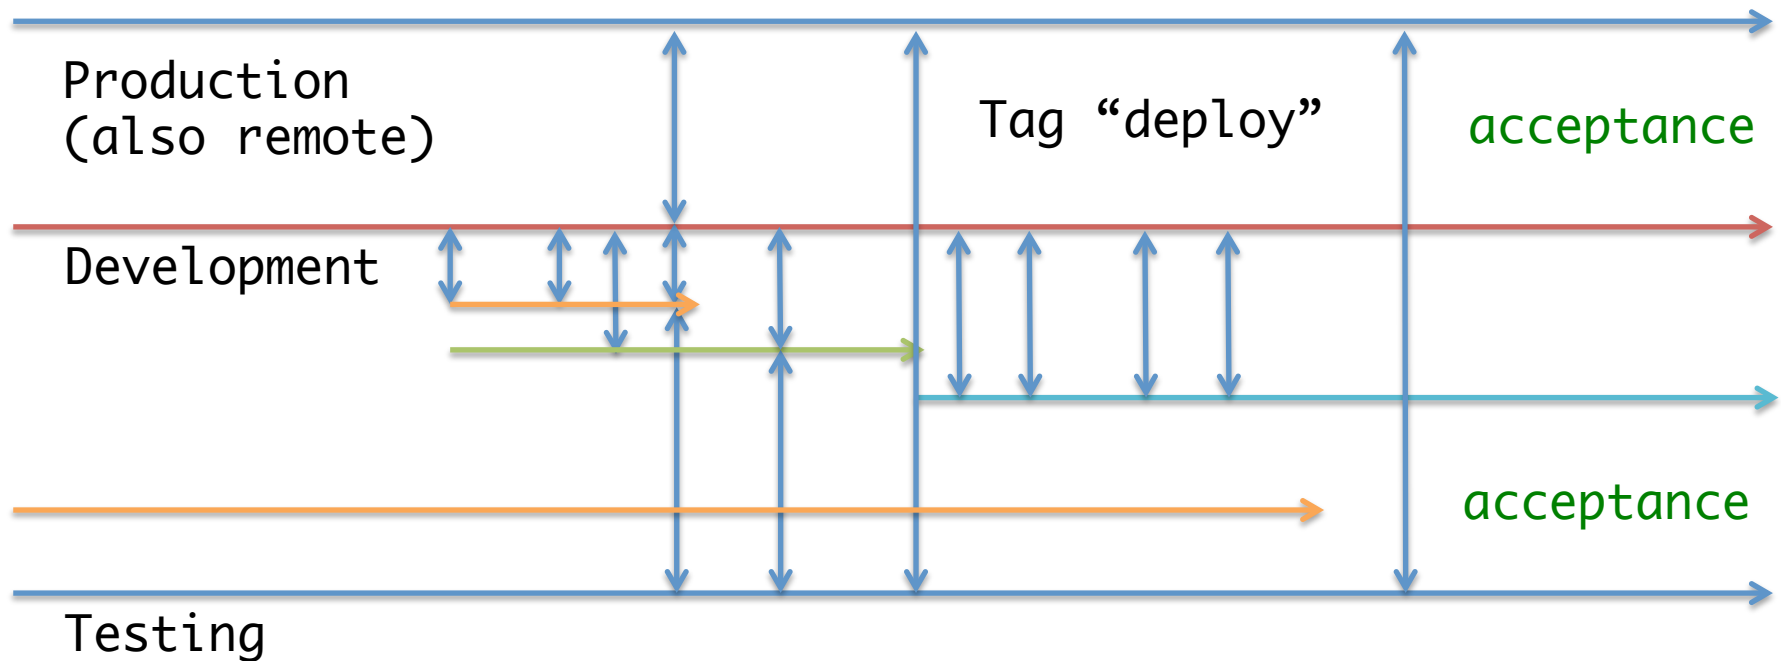 Production
(also remote)
Tag “deploy”
acceptance
Development
acceptance
Testing